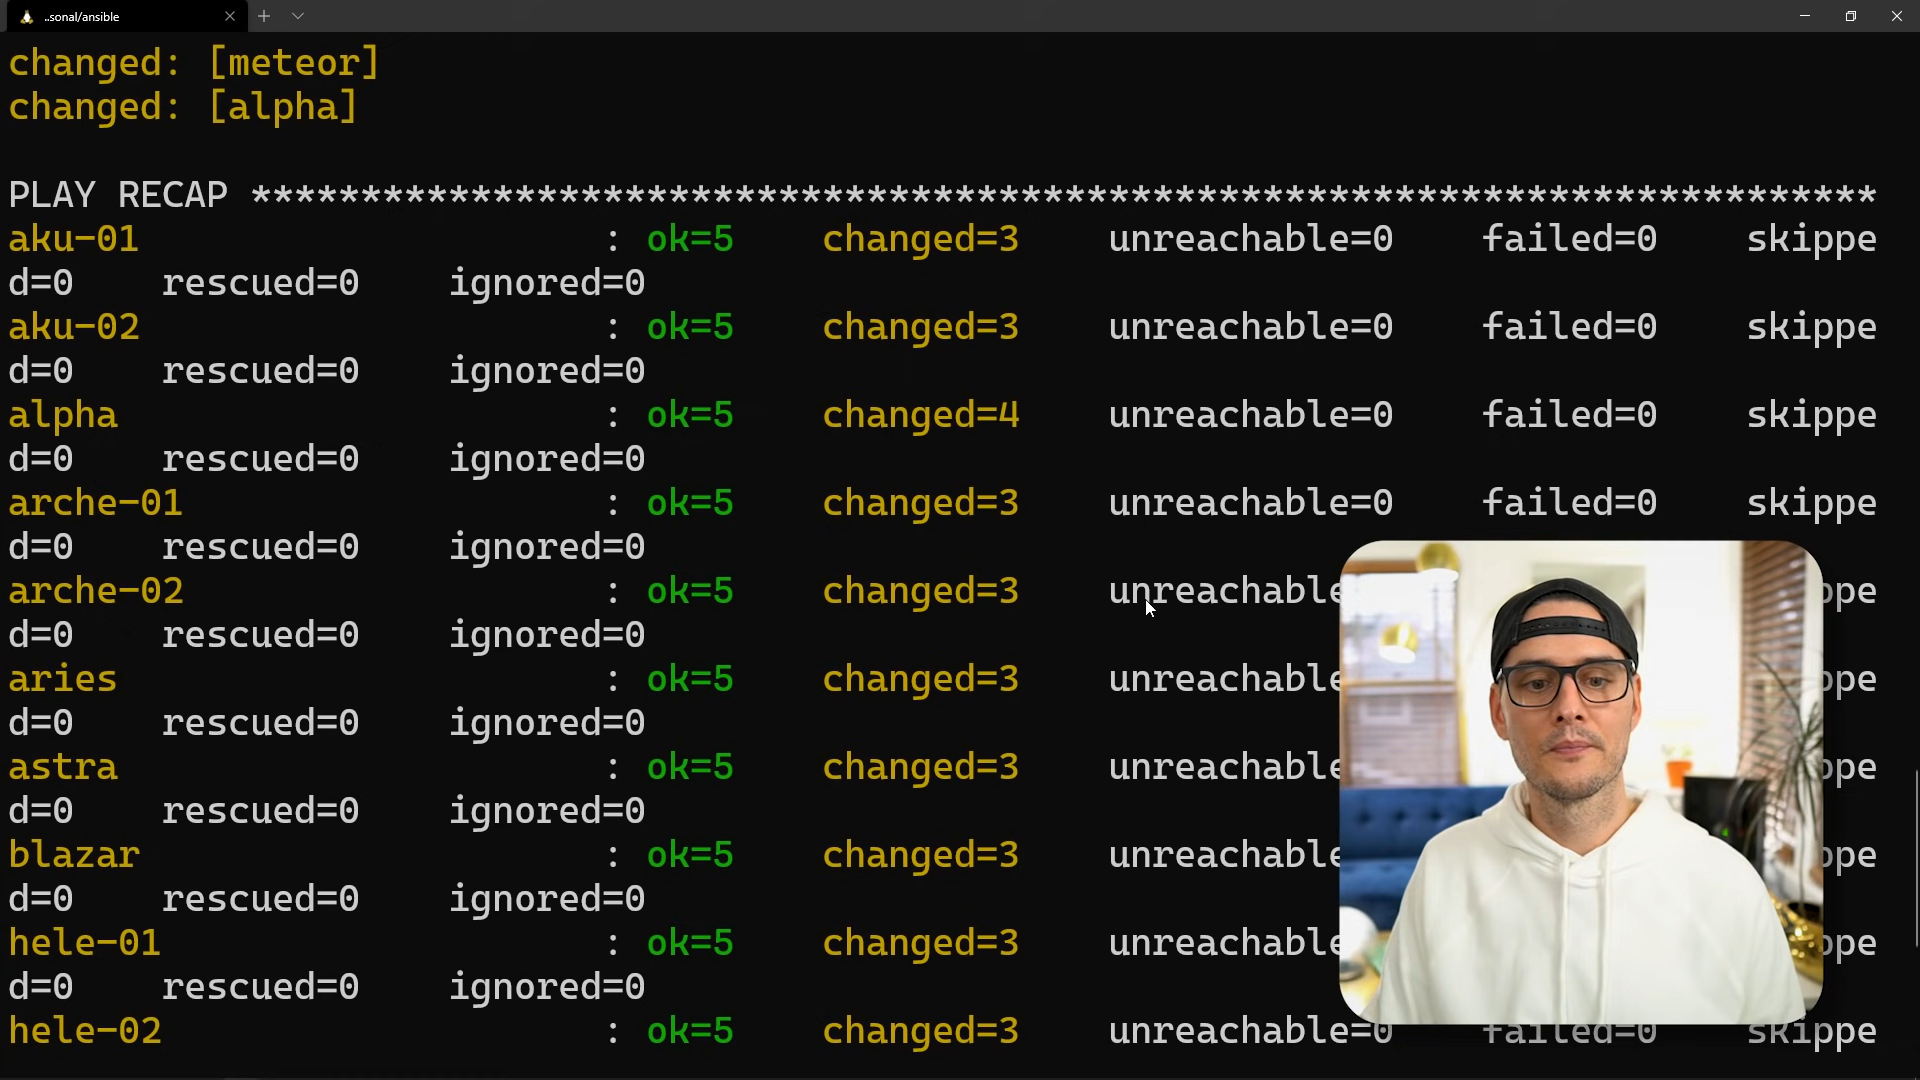 ..sonal/ansible
changed: [meteor]
changed: [alpha]
PLAY RECAP **************************************************************************
aku-01 : ok=5 changed=3 unreachable=0 failed=0 skippe
d=0 rescued=0 ignored=0
aku-02 : ok=5 changed=3 unreachable=0 failed=0 skippe
d=0 rescued=0 ignored=0
alpha : ok=5 changed=4 unreachable=0 failed=0 skippe
d=0 rescued=0 ignored=0
arche-01 : ok=5 changed=3 unreachable=0 failed=0 skippe
d=0 rescued=0 ignored=0
arche-02 : ok=5 changed=3 unreachable ppe
d=0 rescued=0 ignored=0
aries : ok=5 changed=3 unreachable ppe
d=0 rescued=0 ignored=0
astra : ok=5 changed=3 unreachable ppe
d=0 rescued=0 ignored=0
blazar : ok=5 changed=3 unreachable ppe
d=0 rescued=0 ignored=0
hele-01 : ok=5 changed=3 unreachable ppe
d=0 rescued=0 ignored=0
hele-02 : ok=5 changed=3 unreachable=0 failed=0 skippe